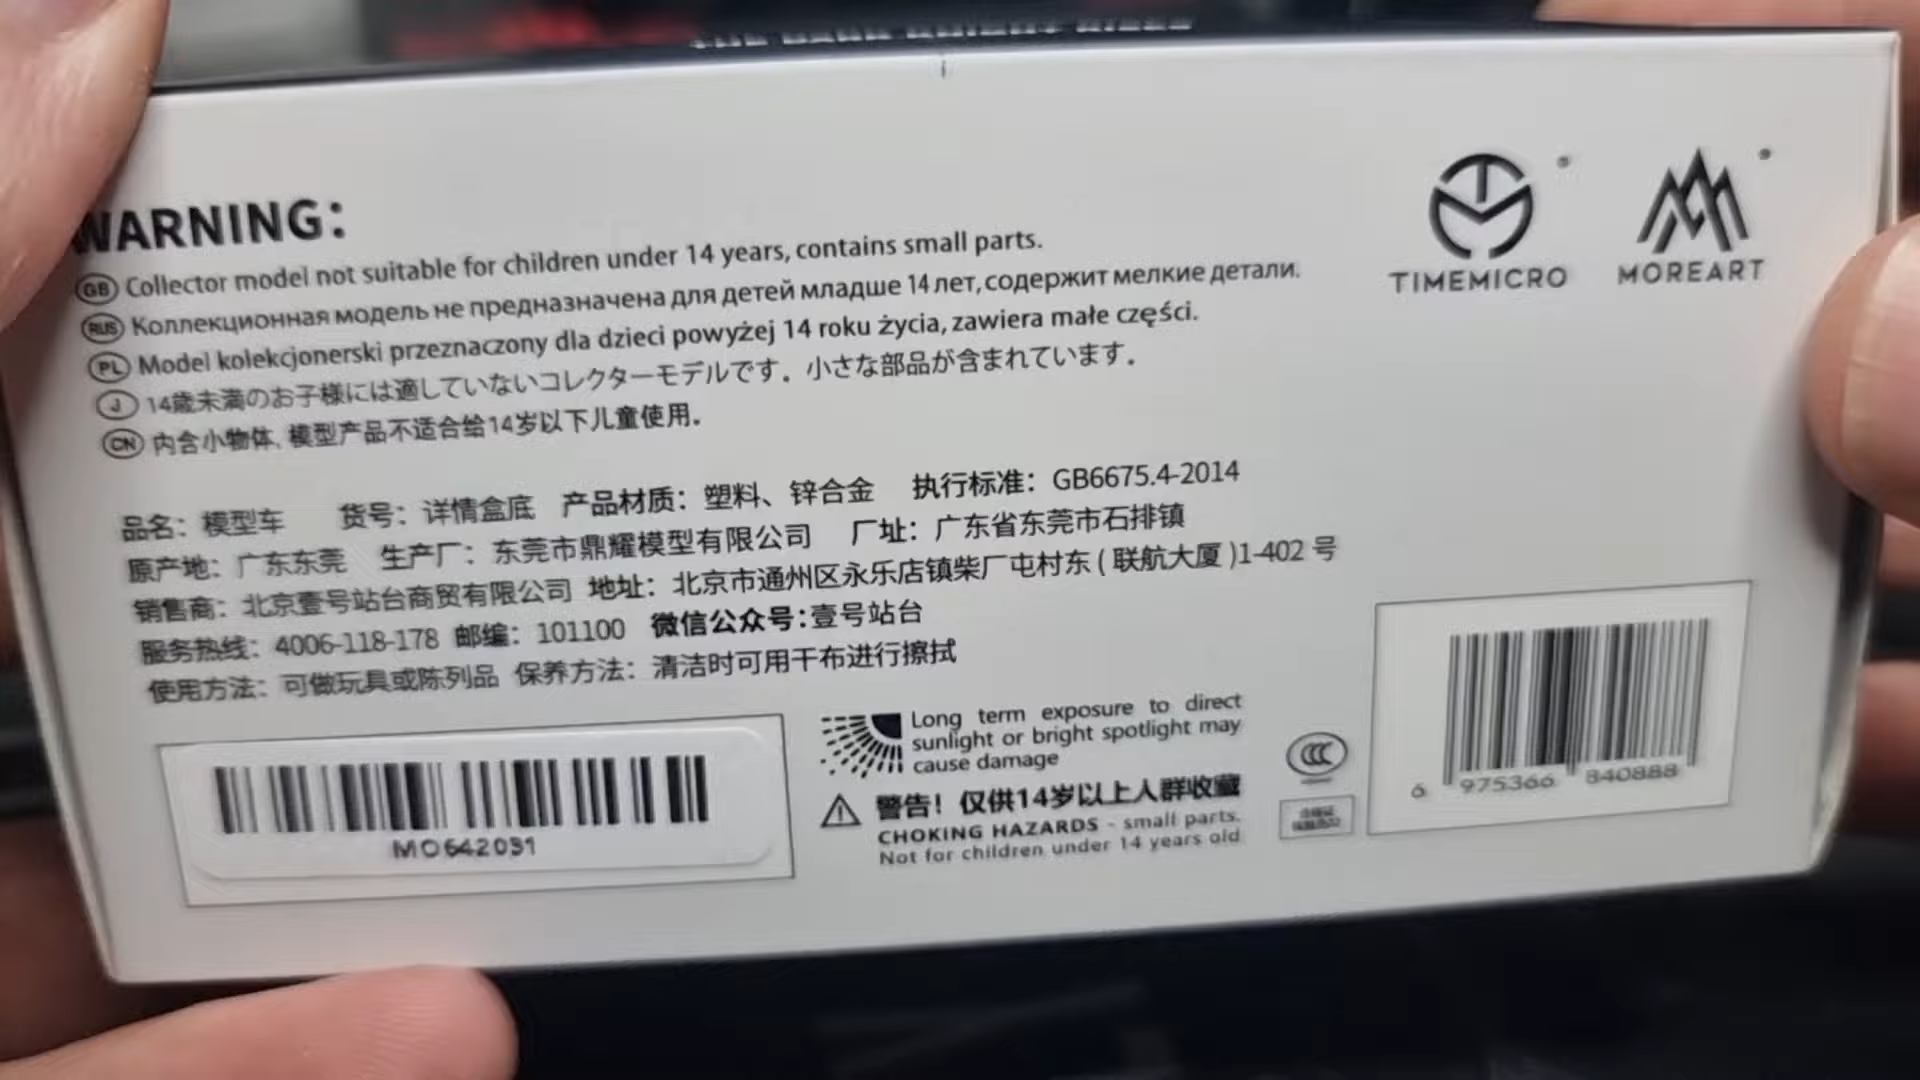 WARNING:
GB Collector model not suitable for children under 14 years, contains small parts.
RUS Коллекционная модель не предназначена для детей младше 14 лет, содержит мелкие детали.
PL Model kolekcjonerski przeznaczony dla dzieci powyżej 14 roku życia, zawiera małe części.
J 14歳未満のお子様には適していないコレクターモデルです。小さな部品が含まれています。
CN 内含小物体, 模型产品不适合给14岁以下儿童使用.
TIMEMICRO
MOREART
品名：模型车 货号：详情盒底 产品材质：塑料、锌合金 执行标准：GB6675.4-2014
原产地：广东东莞 生产厂：东莞市鼎耀模型有限公司 厂址：广东省东莞市石排镇
销售商：北京壹号站台商贸有限公司 地址：北京市通州区永乐店镇柴厂屯村东 ( 联航大厦 )1-402 号
服务热线：4006-118-178 邮编：101100 微信公众号：壹号站台
使用方法：可做玩具或陈列品 保养方法：清洁时可用干布进行擦拭
MO642031
Long term exposure to direct
sunlight or bright spotlight may
cause damage
警告！仅供14岁以上人群收藏
CHOKING HAZARDS - small parts.
Not for children under 14 years old
CCC
6 975366 840888